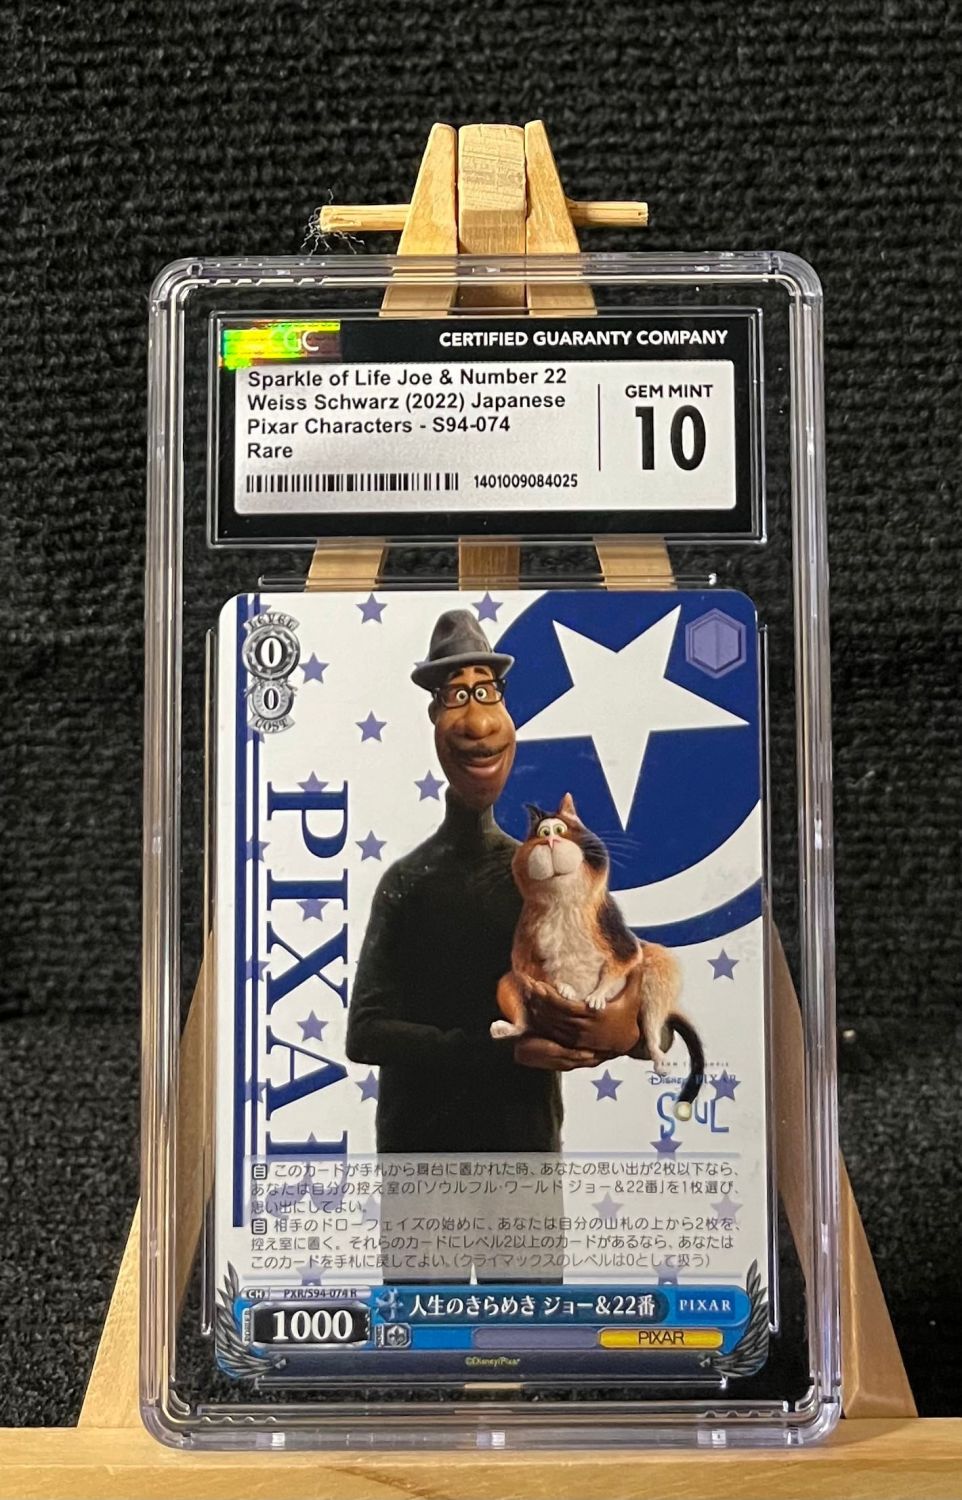 CGC
CERTIFIED GUARANTY COMPANY
Sparkle of Life Joe & Number 22
Weiss Schwarz (2022) Japanese
Pixar Characters - S94-074
Rare
1401009084025
GEM MINT
10
LEVEL
0
0
COST
PIXAR
Disney PIXAR
SOUL
自 このカードが手札から舞台に置かれた時、あなたの思い出が2枚以下なら、
あなたは自分の控え室の「ソウルフル・ワールド ジョー&22番」を1枚選び、
思い出にしてよい。
自 相手のドローフェイズの始めに、あなたは自分の山札の上から2枚を、
控え室に置く。それらのカードにレベル2以上のカードがあるなら、あなたは
このカードを手札に戻してよい。(クライマックスのレベルは0として扱う)
CH PXR/S94-074 R
人生のきらめき ジョー&22番
PIXAR
POWER
1000
SOUL
PIXAR
©Disney/Pixar